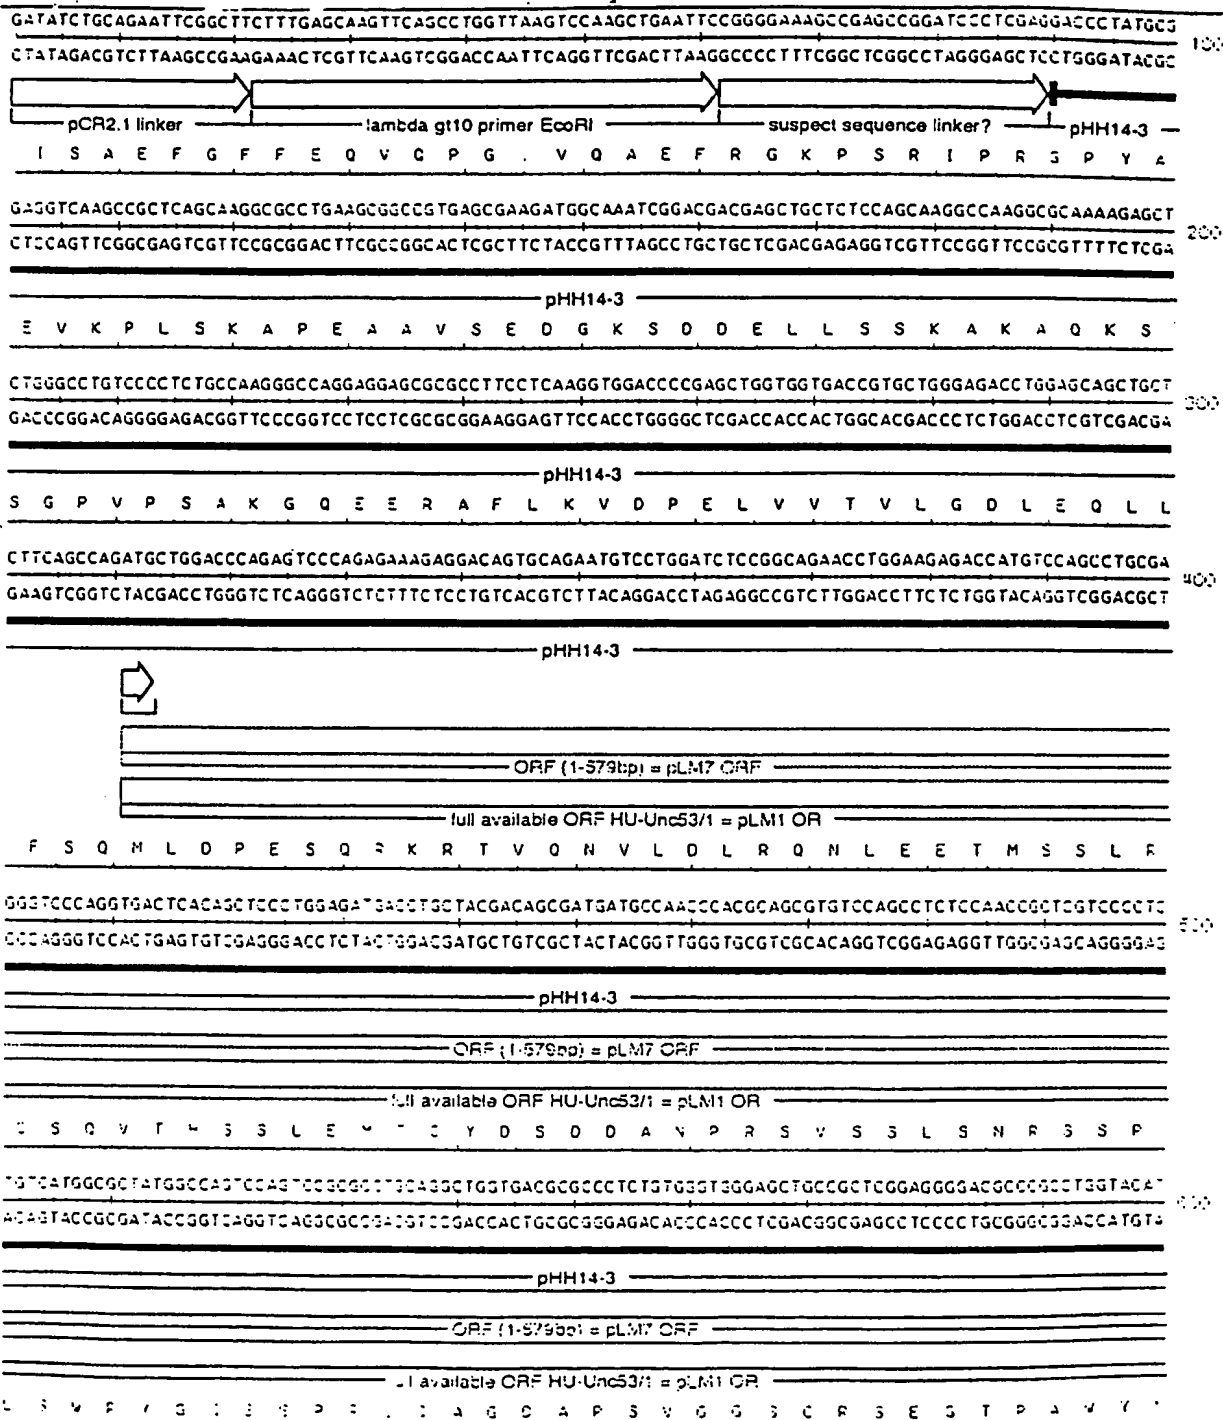 GATATCTGCAGAATTCGGCTTCTTTGAGCAAGTTCAGCCTGGTTAAGTCCAAGCTGAATTCCGGGGAAAGCCGAGCCGGATCCCTCGAGGACCCTATGCG
CTATAGACGTCTTAAGCCGAAGAAACTCGTTCAAGTCGGACCAATTCAGGTTCGACTTAAGGCCCCTTTCGGCTCGGCCTAGGGAGCTCCTGGGATACGC
100
pCR2.1 linker lambda gt10 primer EcoRI suspect sequence linker? pHH14-3
I S A E F G F F E Q V Q P G . V Q A E F R G K P S R I P R G P Y A
GAGGTCAAGCCGCTCAGCAAGGCGCCTGAAGCGGCCGTGAGCGAAGATGGCAAATCGGACGACGAGCTGCTCTCCAGCAAGGCCAAGGCGCAAAAGAGCT
CTCCAGTTCGGCGAGTCGTTCCGCGGACTTCGCCGGCACTCGCTTCTACCGTTTAGCCTGCTGCTCGACGAGAGGTCGTTCCGGTTCCGCGTTTTCTCGA
200
pHH14-3
E V K P L S K A P E A A V S E D G K S D D E L L S S K A K A Q K S
CTGGGCCTGTCCCCTCTGCCAAGGGCCAGGAGGAGCGCGCCTTCCTCAAGGTGGACCCCGAGCTGGTGGTGACCGTGCTGGGAGACCTGGAGCAGCTGCT
GACCCGGACAGGGGAGACGGTTCCCGGTCCTCCTCGCGCGGAAGGAGTTCCACCTGGGGCTCGACCACCACTGGCACGACCCTCTGGACCTCGTCGACGA
300
pHH14-3
S G P V P S A K G Q E E R A F L K V D P E L V V T V L G D L E Q L L
CTTCAGCCAGATGCTGGACCCAGAGTCCCAGAGAAAGAGGACAGTGCAGAATGTCCTGGATCTCCGGCAGAACCTGGAAGAGACCATGTCCAGCCTGCGA
GAAGTCGGTCTACGACCTGGGTCTCAGGGTCTCTTTCTCCTGTCACGTCTTACAGGACCTAGAGGCCGTCTTGGACCTTCTCTGGTACAGGTCGGACGCT
400
pHH14-3
ORF (1-579bp) = pLM7 ORF
full available ORF HU-Unc53/1 = pLM1 OR
F S Q M L D P E S Q R K R T V Q N V L D L R Q N L E E T M S S L R
GGGTCCCAGGTGACTCACAGCTCCCTGGAGATGACCTGCTACGACAGCGATGATGCCAACCCACGCAGCGTGTCCAGCCTCTCCAACCGCTCGTCCCCTC
CCCAGGGTCCACTGAGTGTCGAGGGACCTCTACTGGACGATGCTGTCGCTACTACGGTTGGGTGCGTCGCACAGGTCGGAGAGGTTGGCGAGCAGGGGAG
500
pHH14-3
ORF (1-579bp) = pLM7 ORF
full available ORF HU-Unc53/1 = pLM1 OR
S Q V T H S S L E M T C Y D S D D A N P R S V S S L S N R S S P
pHH14-3
ORF (1-579bp) = pLM7 ORF
available ORF HU-Unc53/1 = pLM1 OR